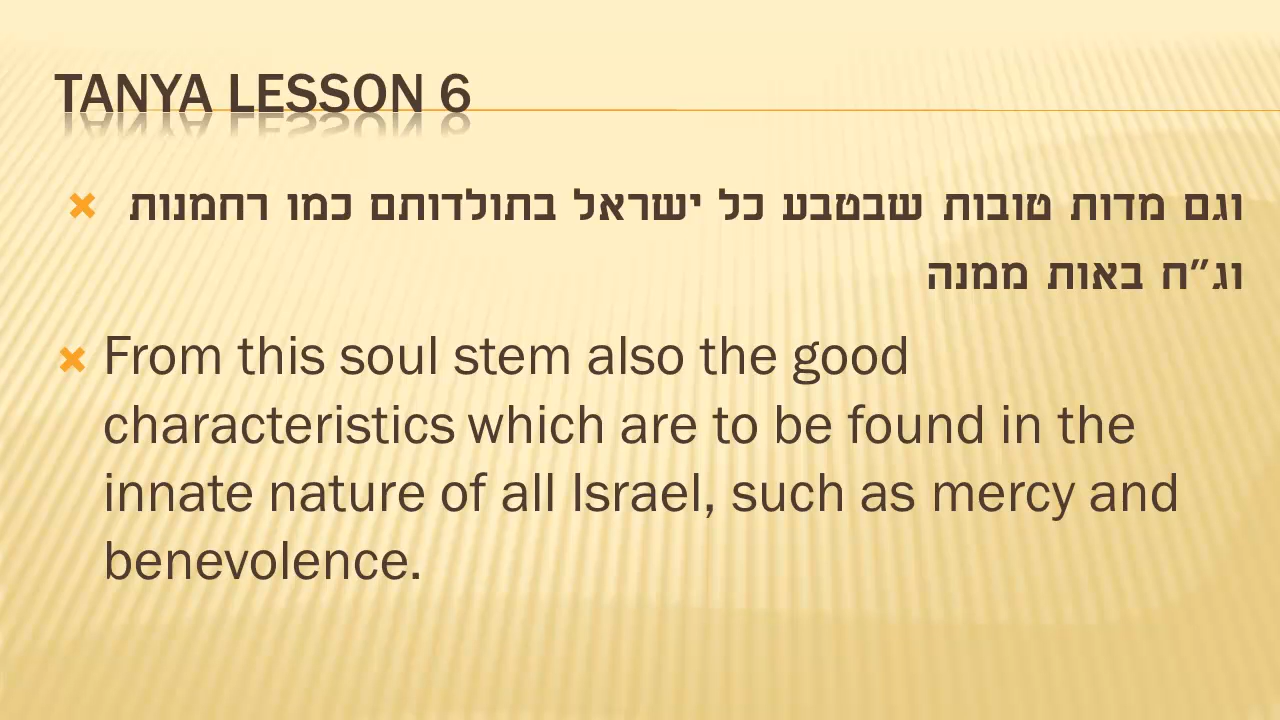 TANYA LESSON 6
וגם מדות טובות שבטבע כל ישראל בתולדותם כמו רחמנות
וג"ח באות ממנה
From this soul stem also the good
characteristics which are to be found in the
innate nature of all Israel, such as mercy and
benevolence.